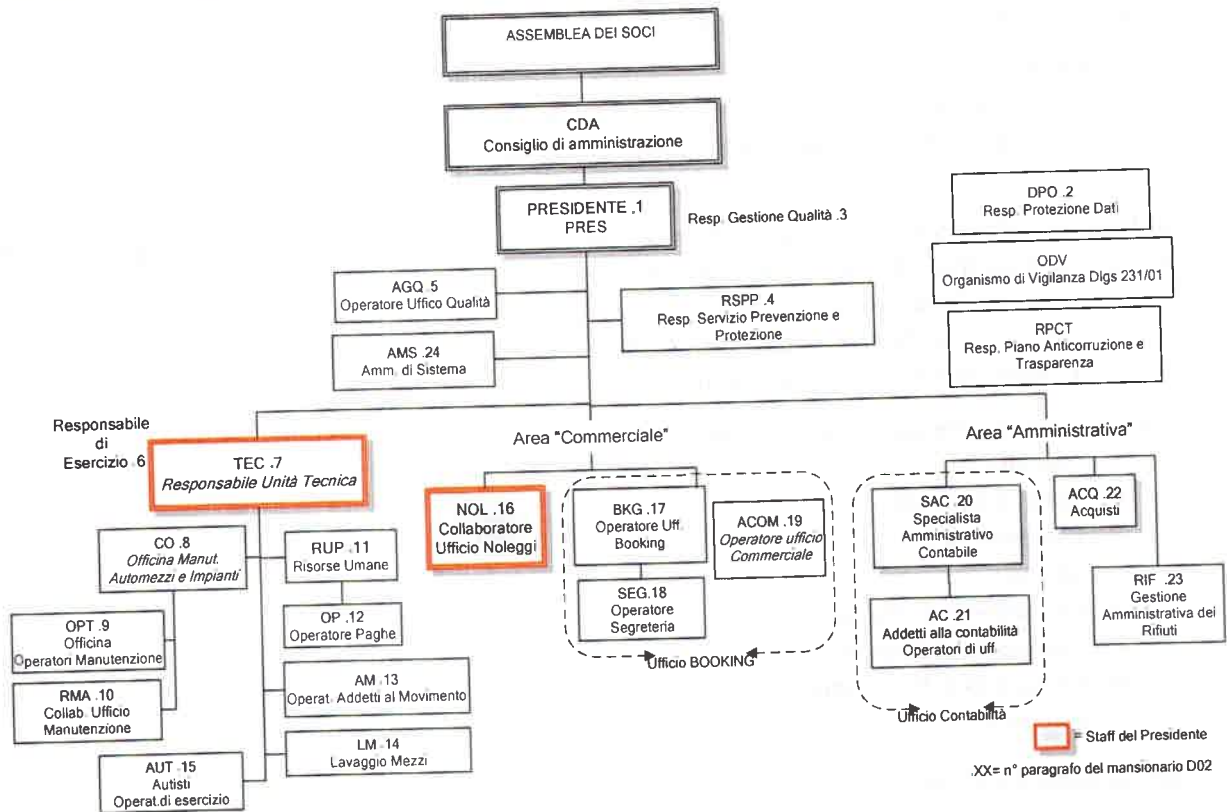 ASSEMBLEA DEI SOCI
CDA
Consiglio di amministrazione
PRESIDENTE .1
PRES
Resp. Gestione Qualità .3
DPO .2
Resp. Protezione Dati
ODV
Organismo di Vigilanza Dlgs 231/01
RPCT
Resp. Piano Anticorruzione e
Trasparenza
AGQ .5
Operatore Uffico Qualità
RSPP .4
Resp. Servizio Prevenzione e
Protezione
AMS .24
Amm. di Sistema
Responsabile
di
Esercizio .6
TEC .7
Responsabile Unità Tecnica
Area "Commerciale"
Area "Amministrativa"
CO .8
Officina Manut.
Automezzi e Impianti
RUP .11
Risorse Umane
OPT .9
Officina
Operatori Manutenzione
OP .12
Operatore Paghe
RMA .10
Collab. Ufficio
Manutenzione
AM .13
Operat. Addetti al Movimento
LM .14
Lavaggio Mezzi
AUT .15
Autisti
Operat.di esercizio
NOL .16
Collaboratore
Ufficio Noleggi
BKG .17
Operatore Uff.
Booking
ACOM .19
Operatore ufficio
Commerciale
SEG.18
Operatore
Segreteria
Ufficio BOOKING
SAC .20
Specialista
Amministrativo
Contabile
ACQ .22
Acquisti
AC .21
Addetti alla contabilità
Operatori di uff.
RIF .23
Gestione
Amministrativa dei
Rifiuti
Ufficio Contabilità
= Staff del Presidente
.XX= n° paragrafo del mansionario D02